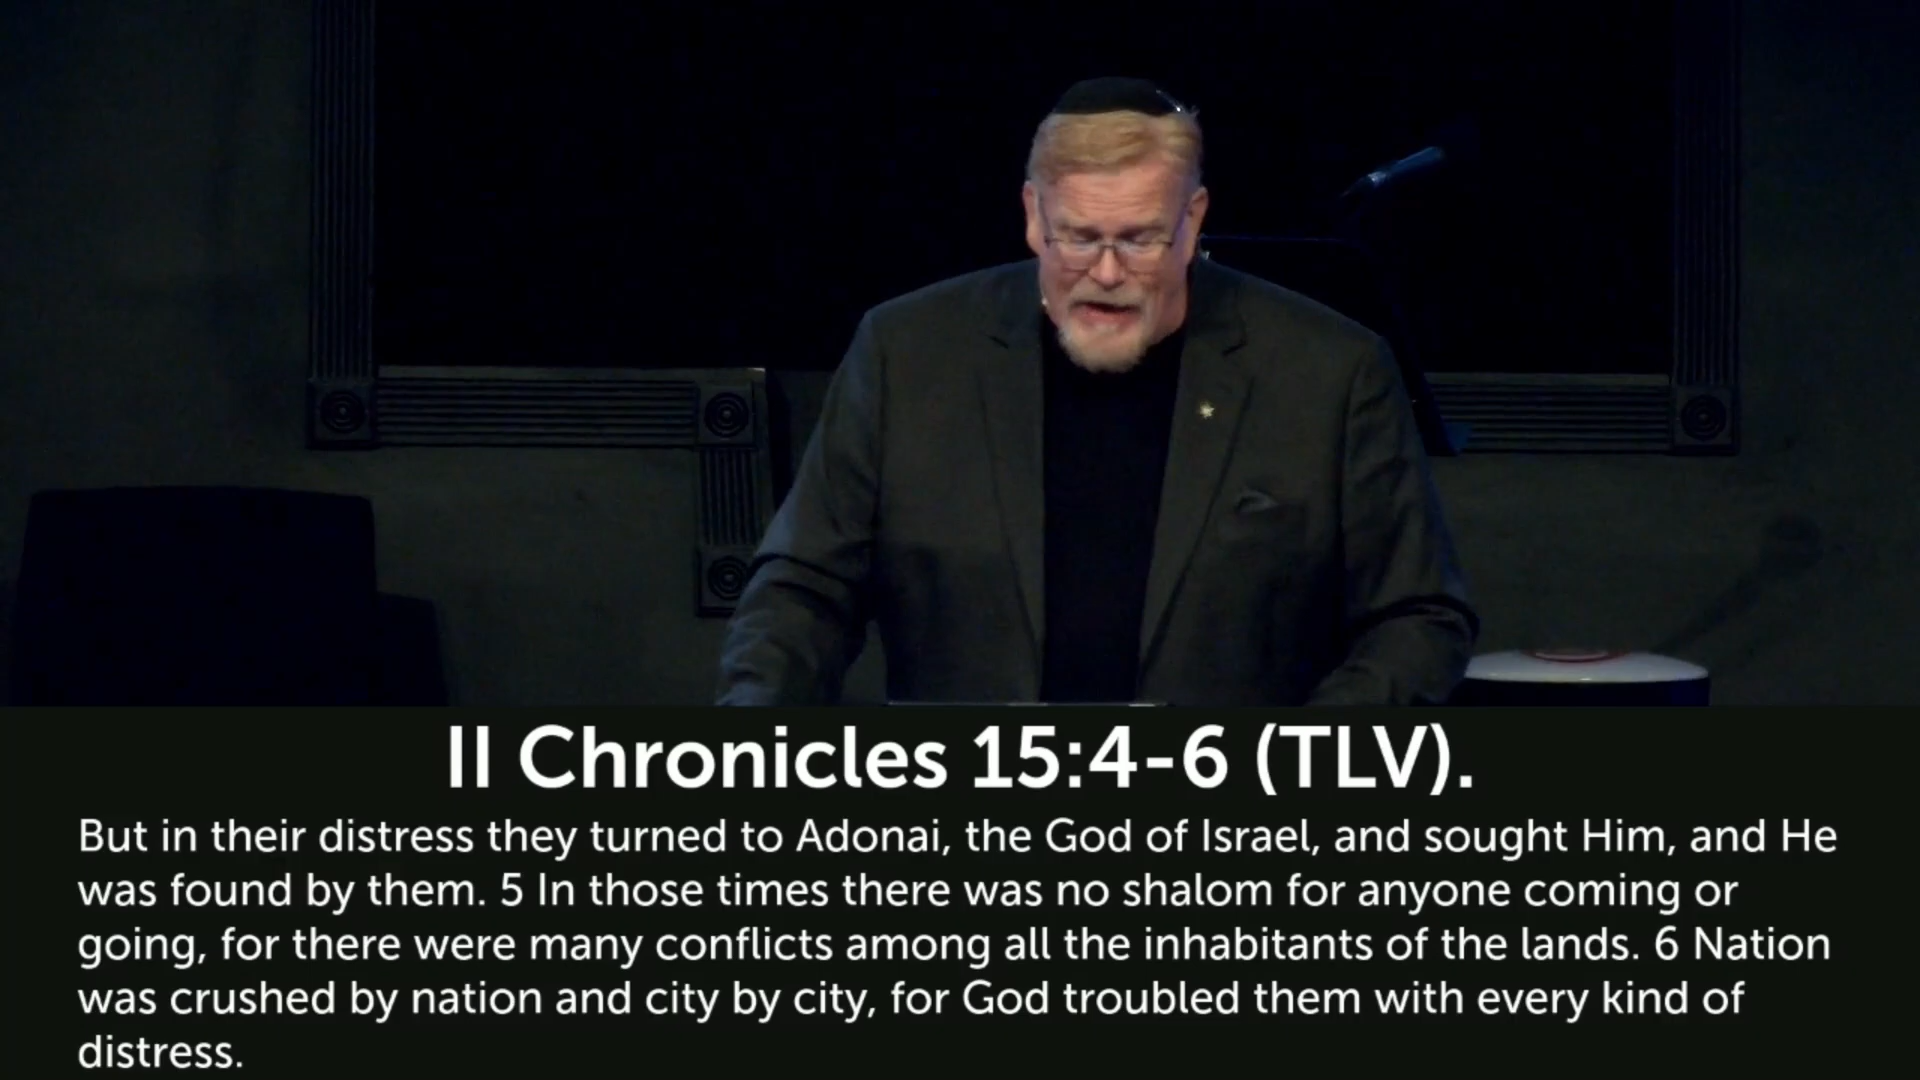 II Chronicles 15:4-6 (TLV).
But in their distress they turned to Adonai, the God of Israel, and sought Him, and He
was found by them. 5 In those times there was no shalom for anyone coming or
going, for there were many conflicts among all the inhabitants of the lands. 6 Nation
was crushed by nation and city by city, for God troubled them with every kind of
distress.